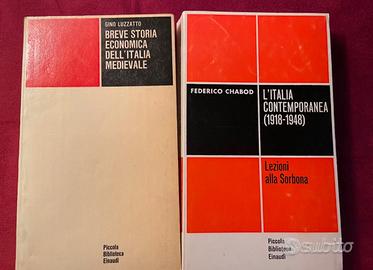 GINO LUZZATTO
BREVE STORIA
ECONOMICA
DELL'ITALIA
MEDIEVALE
Piccola
Biblioteca
Einaudi
FEDERICO CHABOD
L'ITALIA
CONTEMPORANEA
(1918-1948)
Lezioni
alla Sorbona
Piccola
Biblioteca
Einaudi
subito